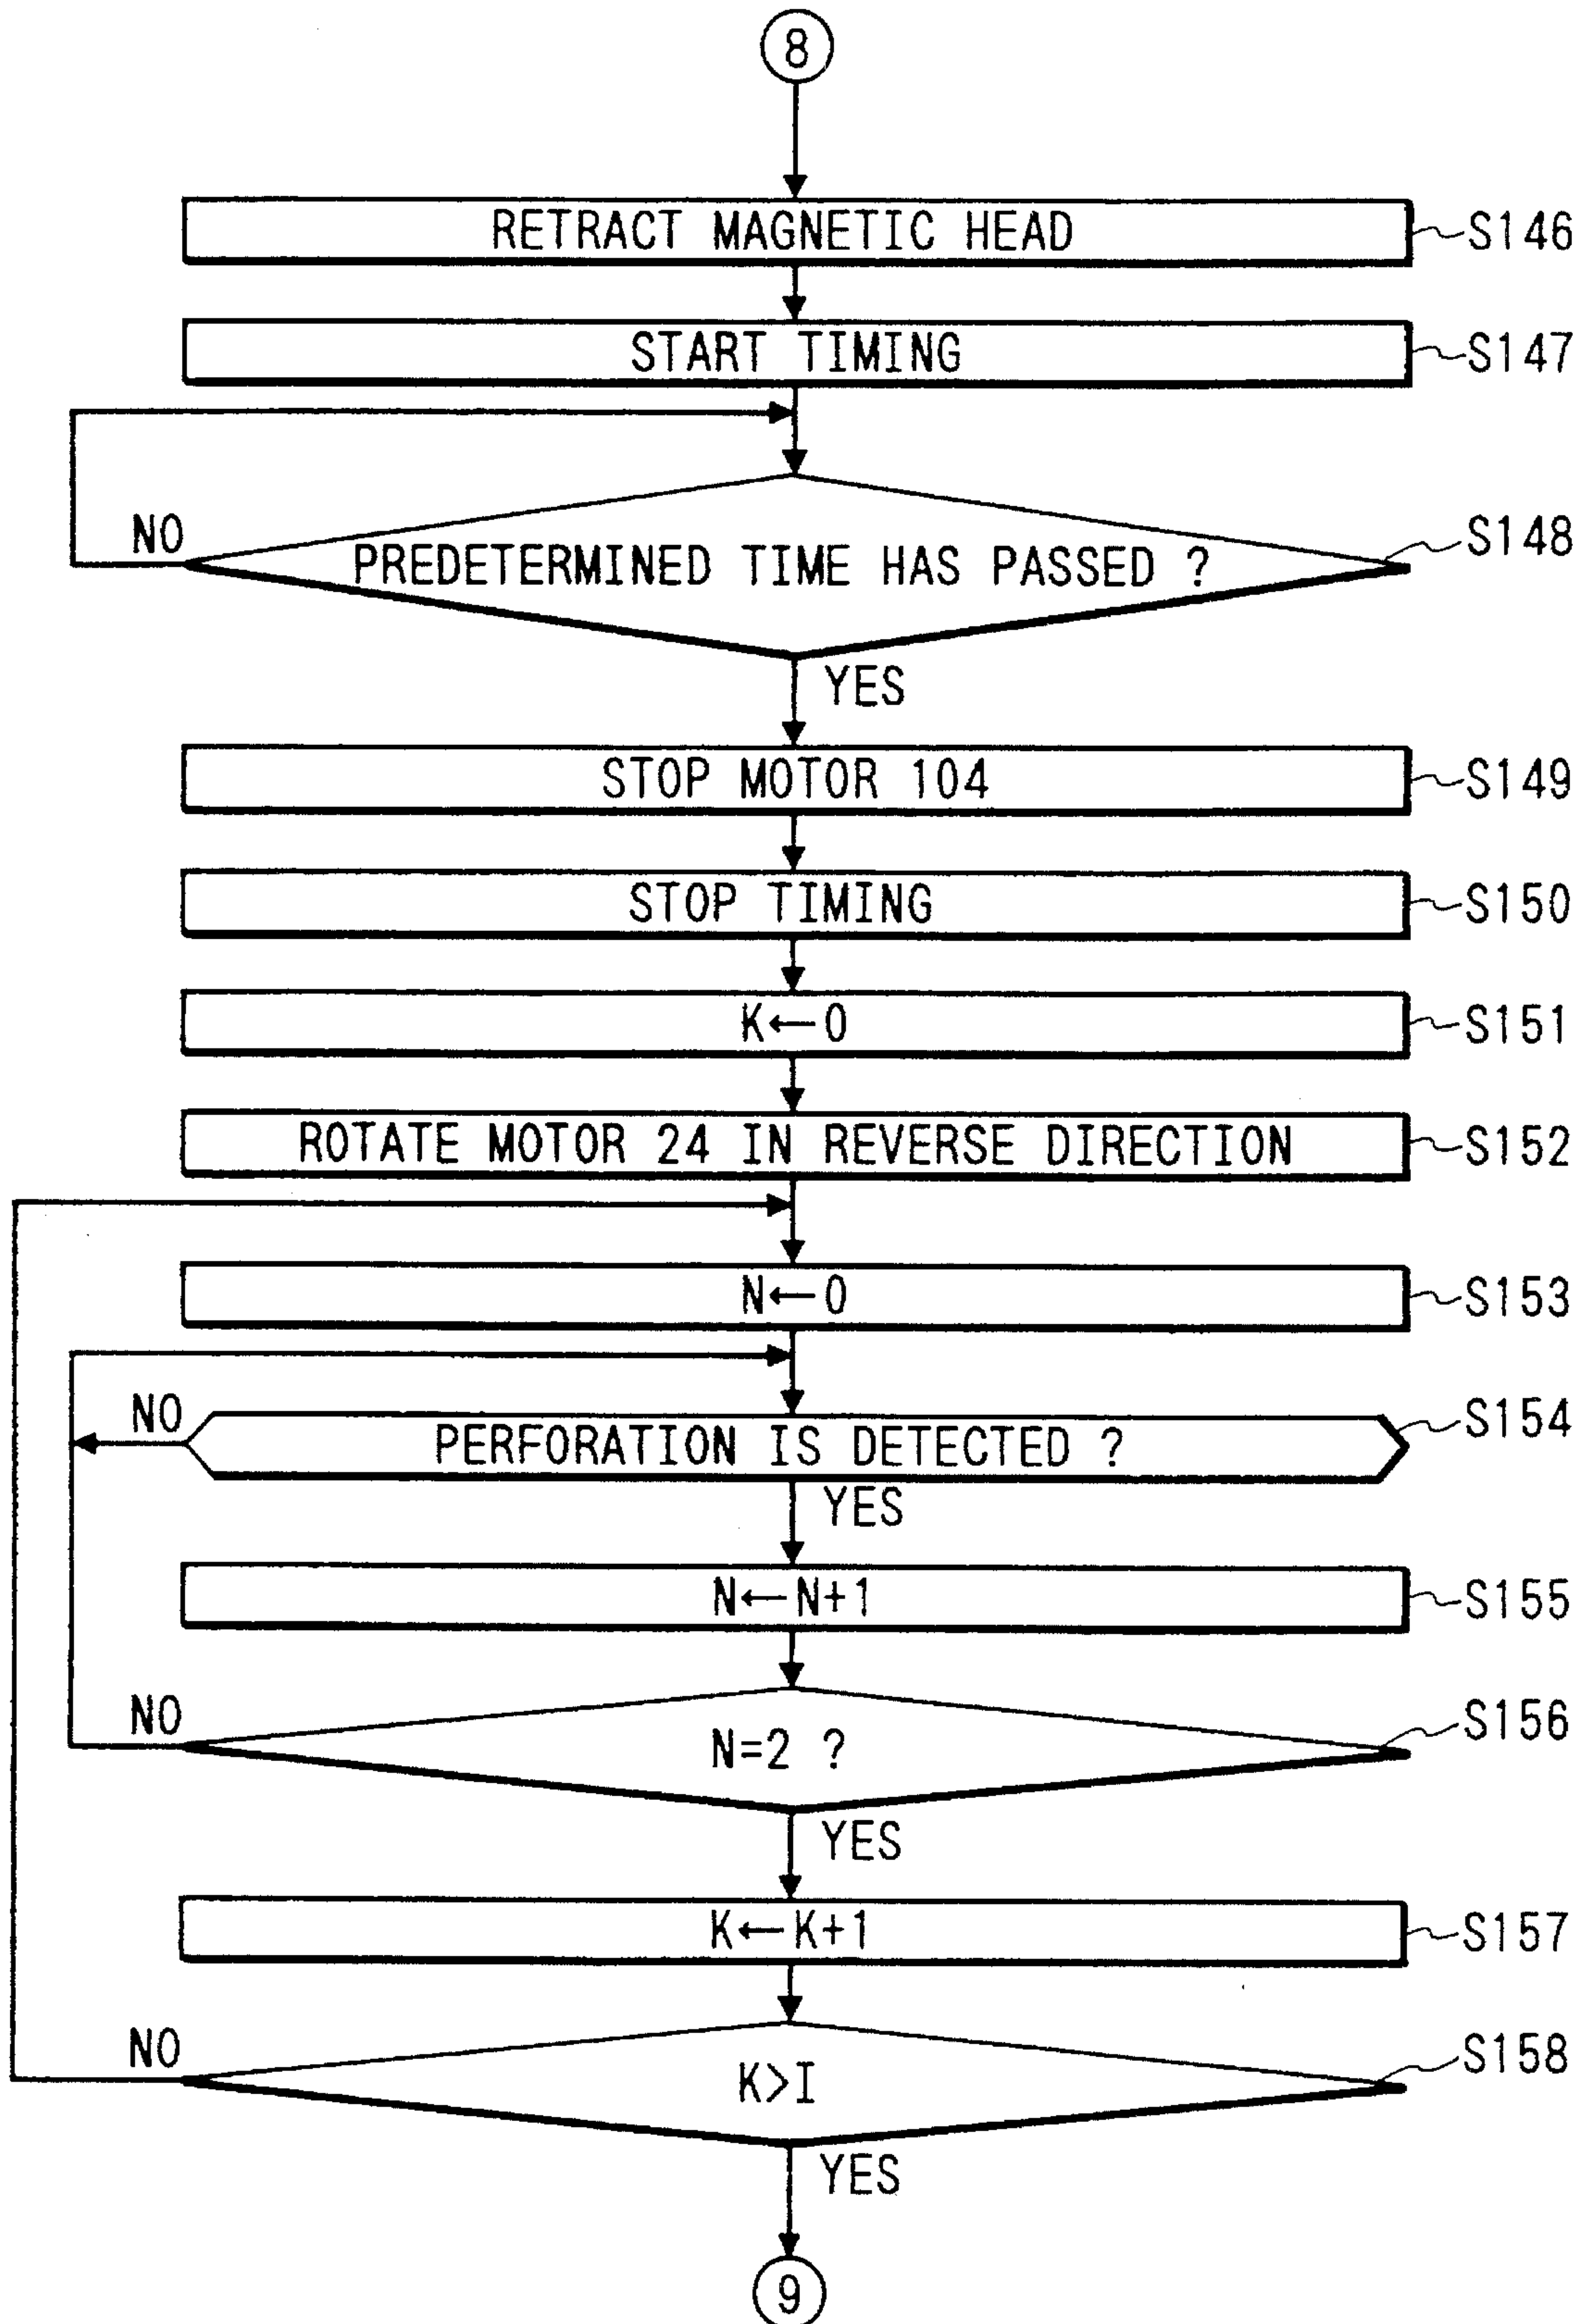 8
RETRACT MAGNETIC HEAD
S146
START TIMING
S147
NO
PREDETERMINED TIME HAS PASSED ?
S148
YES
STOP MOTOR 104
S149
STOP TIMING
S150
K←0
S151
ROTATE MOTOR 24 IN REVERSE DIRECTION
S152
N←0
S153
NO
PERFORATION IS DETECTED ?
S154
YES
N←N+1
S155
NO
N=2 ?
S156
YES
K←K+1
S157
NO
K>I
S158
YES
9